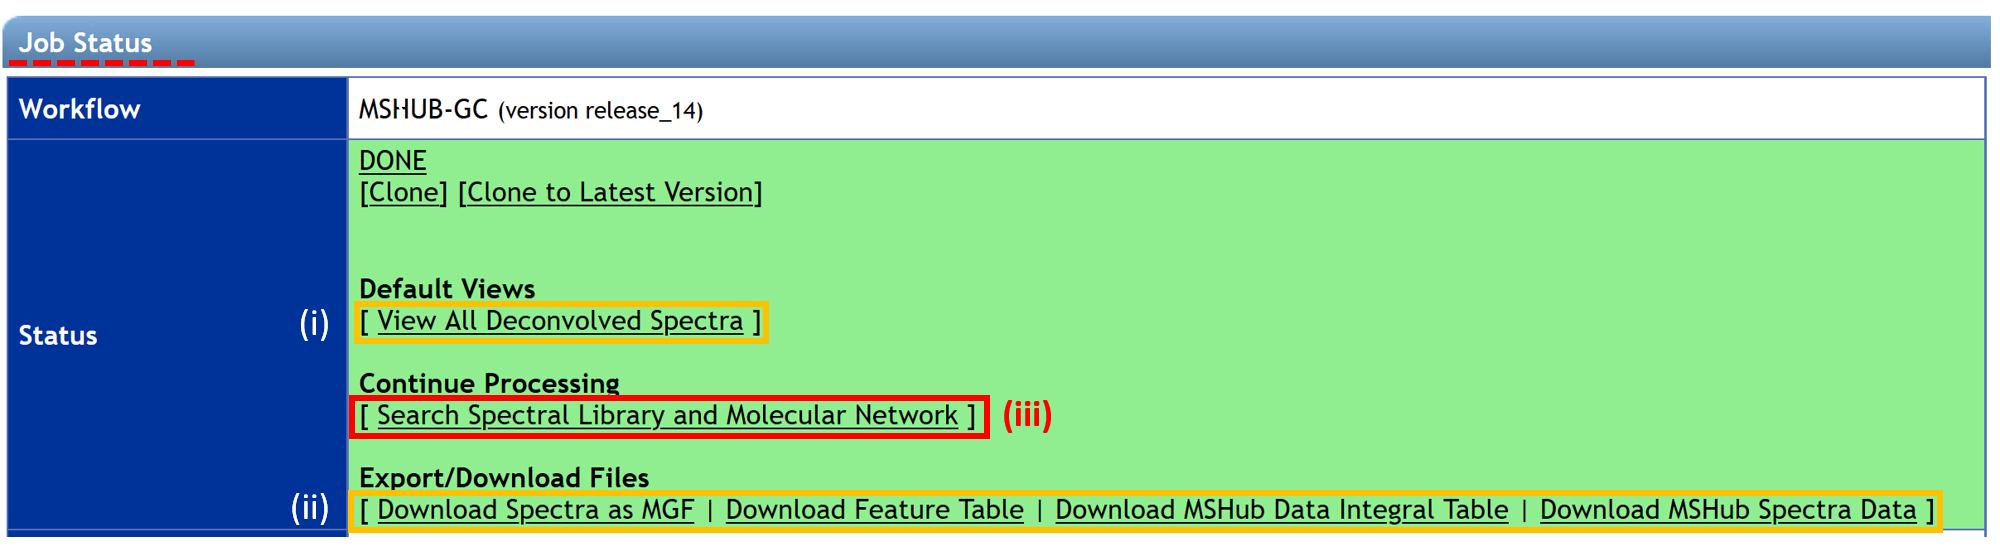 Job Status
Workflow
MSHUB-GC (version release_14)
DONE
[Clone] [Clone to Latest Version]
Default Views
Status
(i)
[ View All Deconvolved Spectra ]
Continue Processing
[ Search Spectral Library and Molecular Network ] (iii)
Export/Download Files
(ii)
[ Download Spectra as MGF | Download Feature Table | Download MSHub Data Integral Table | Download MSHub Spectra Data ]